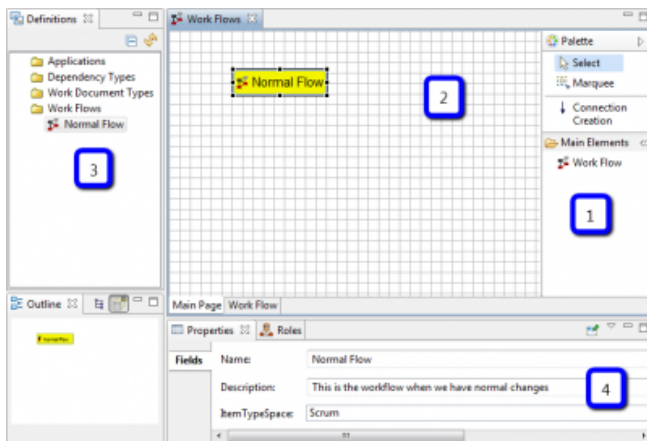 Definitions
Applications
Dependency Types
Work Document Types
Work Flows
Normal Flow
3
Work Flows
Normal Flow
2
Palette
Select
Marquee
Connection
Creation
Main Elements
Work Flow
1
Main Page Work Flow
Outline
Normal Flow
Properties Roles
Fields
Name: Normal Flow
Description: This is the workflow when we have normal changes
ItemTypeSpace: Scrum
4